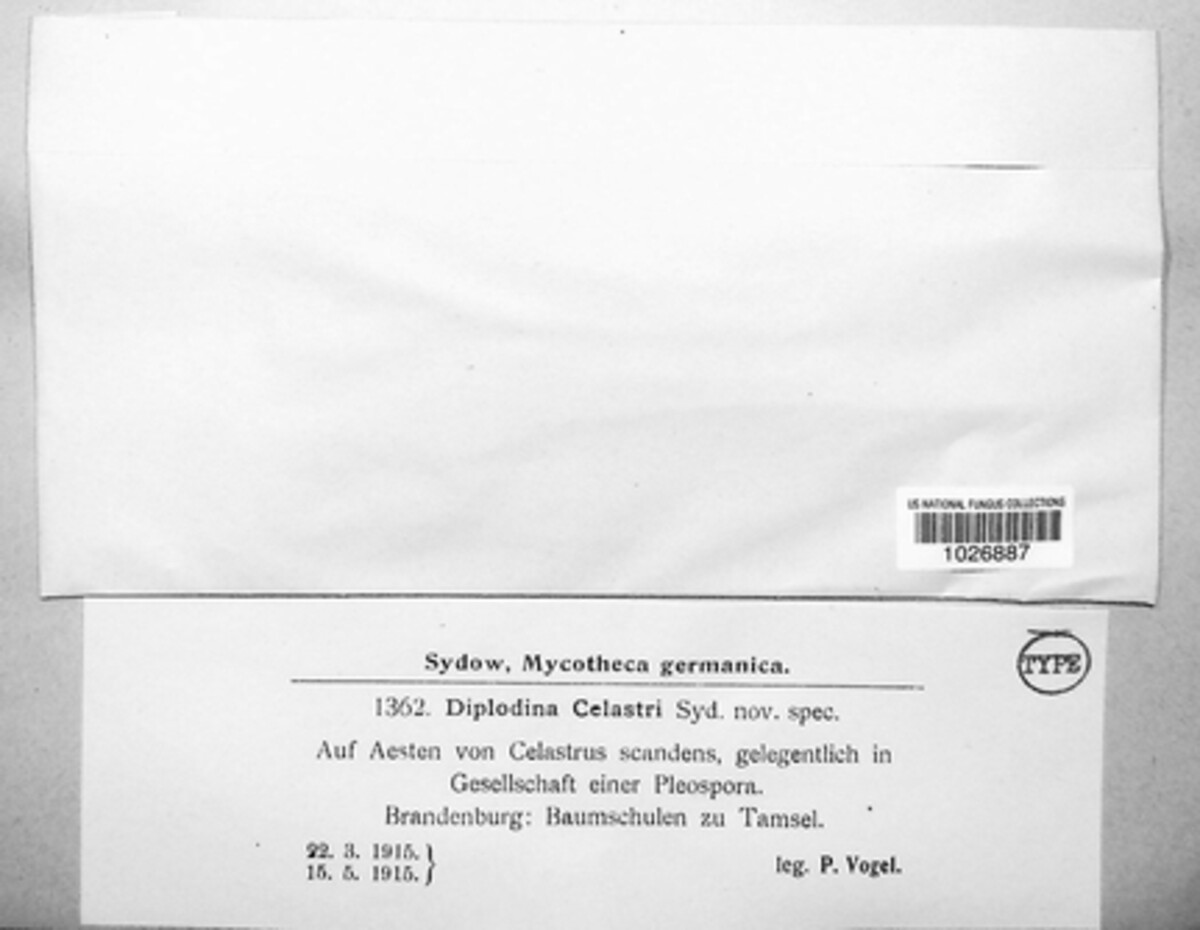 US NATIONAL FUNGUS COLLECTIONS
1026887
Sydow, Mycotheca germanica.
TYPE
1362. Diplodina Celastri Syd. nov. spec.
Auf Aesten von Celastrus scandens, gelegentlich in
Gesellschaft einer Pleospora.
Brandenburg: Baumschulen zu Tamsel.
22. 3. 1915.
15. 5. 1915.} leg. P. Vogel.